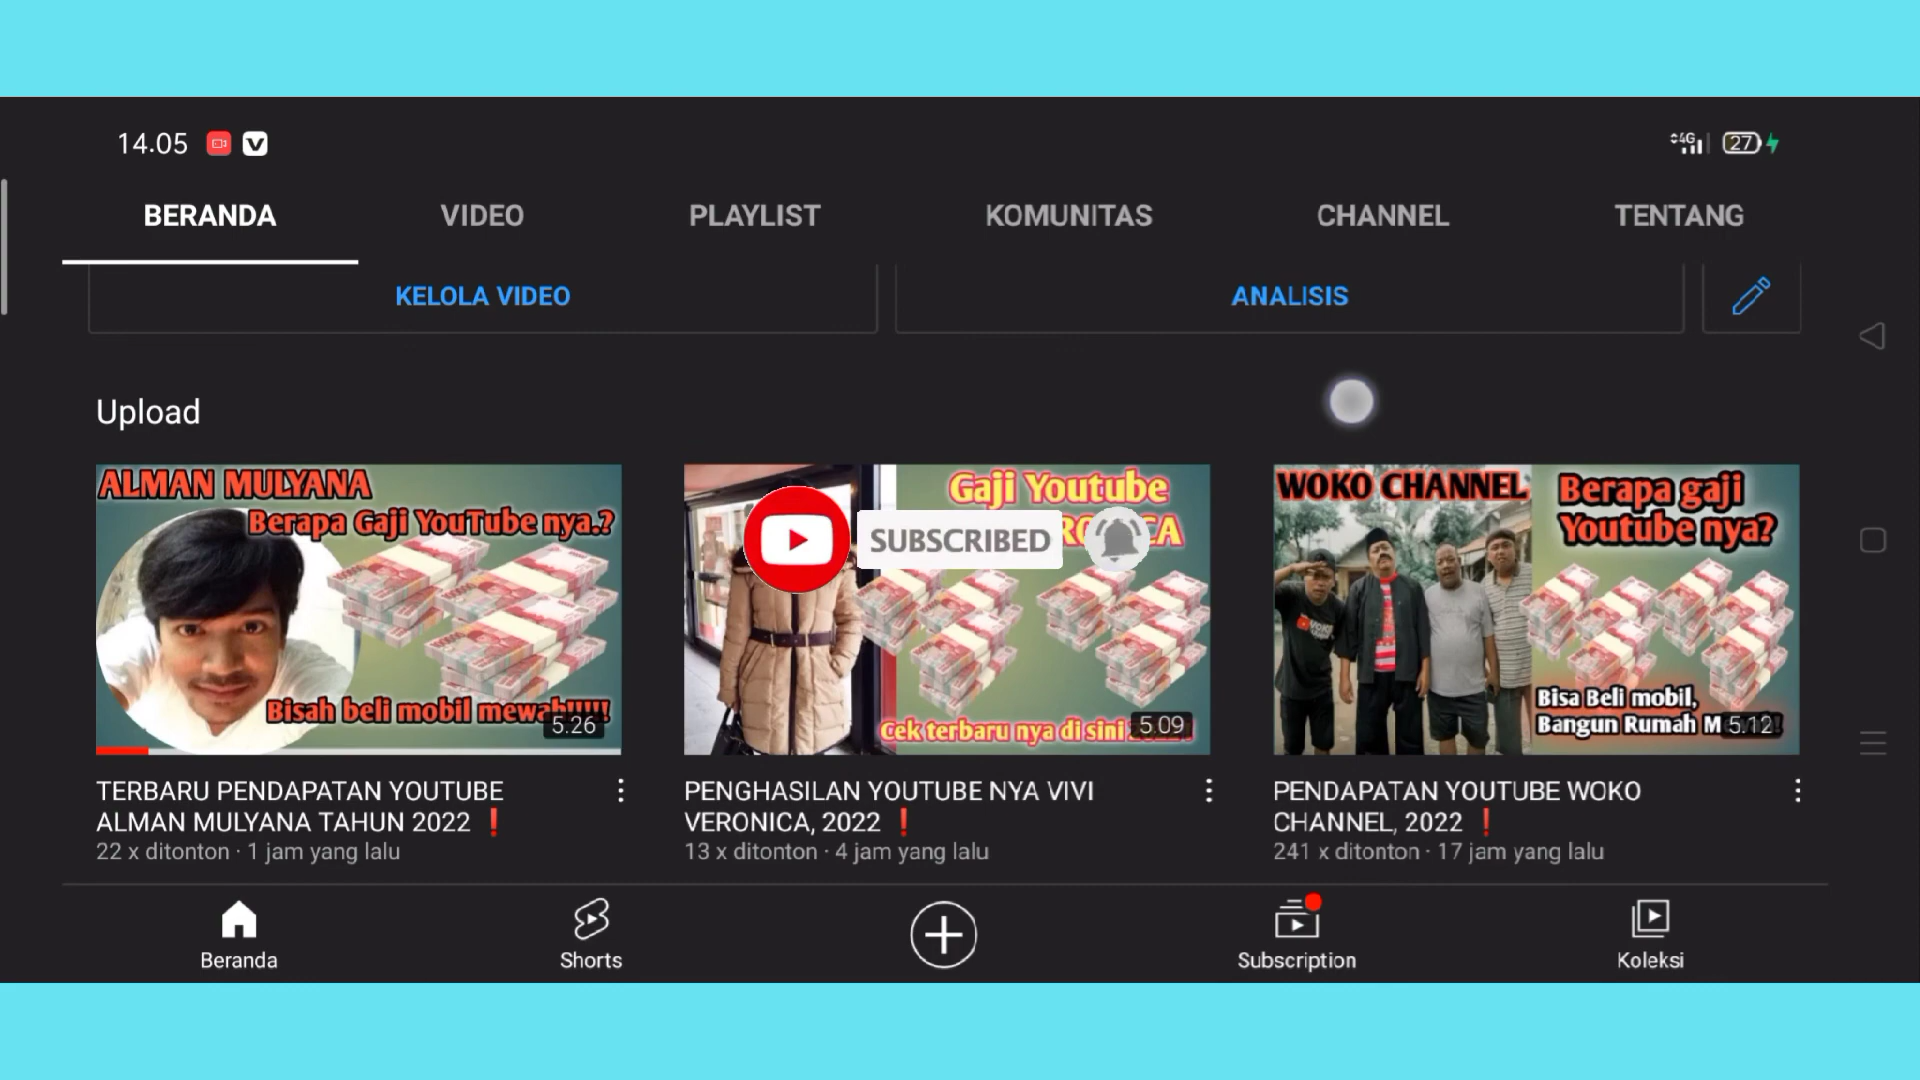 14.05
4G
27
BERANDA
VIDEO
PLAYLIST
KOMUNITAS
CHANNEL
TENTANG
KELOLA VIDEO
ANALISIS
Upload
ALMAN MULYANA
Berapa Gaji YouTube nya.?
Bisah beli mobil mewah!!!!!
5.26
Gaji Youtube
SUBSCRIBED
Cek terbaru nya di sini
5.09
WOKO CHANNEL
Berapa gaji
Youtube nya?
Bisa Beli mobil,
Bangun Rumah M
5.12
TERBARU PENDAPATAN YOUTUBE
ALMAN MULYANA TAHUN 2022 ❗
22 x ditonton · 1 jam yang lalu
PENGHASILAN YOUTUBE NYA VIVI
VERONICA, 2022 ❗
13 x ditonton · 4 jam yang lalu
PENDAPATAN YOUTUBE WOKO
CHANNEL, 2022 ❗
241 x ditonton · 17 jam yang lalu
Beranda
Shorts
Subscription
Koleksi